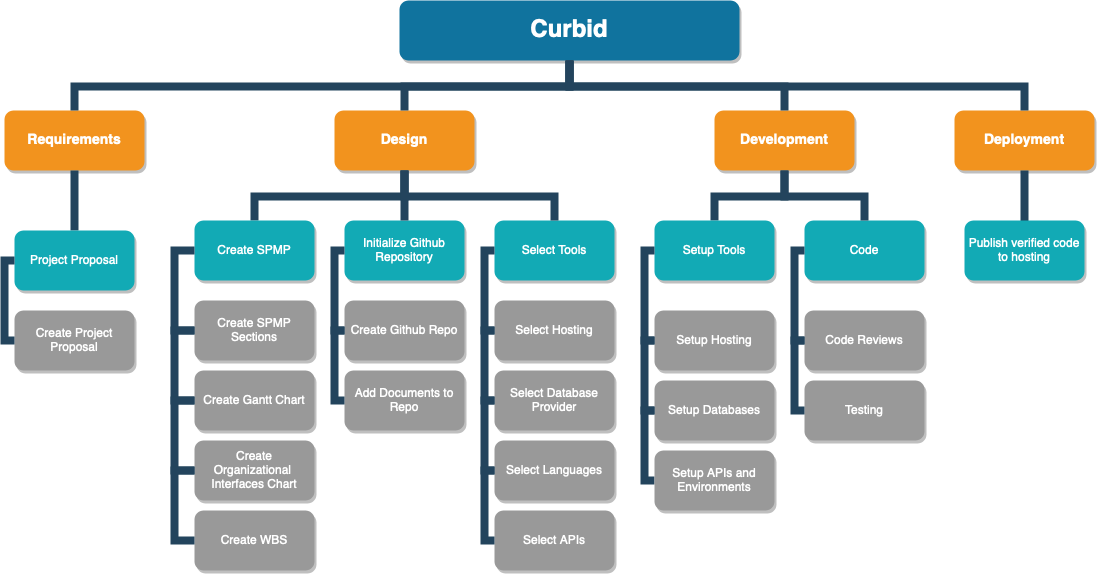 Curbid
Requirements
Design
Development
Deployment
Project Proposal
Create Project
Proposal
Create SPMP
Create SPMP
Sections
Create Gantt Chart
Create
Organizational
Interfaces Chart
Create WBS
Initialize Github
Repository
Create Github Repo
Add Documents to
Repo
Select Tools
Select Hosting
Select Database
Provider
Select Languages
Select APIs
Setup Tools
Setup Hosting
Setup Databases
Setup APIs and
Environments
Code
Code Reviews
Testing
Publish verified code
to hosting